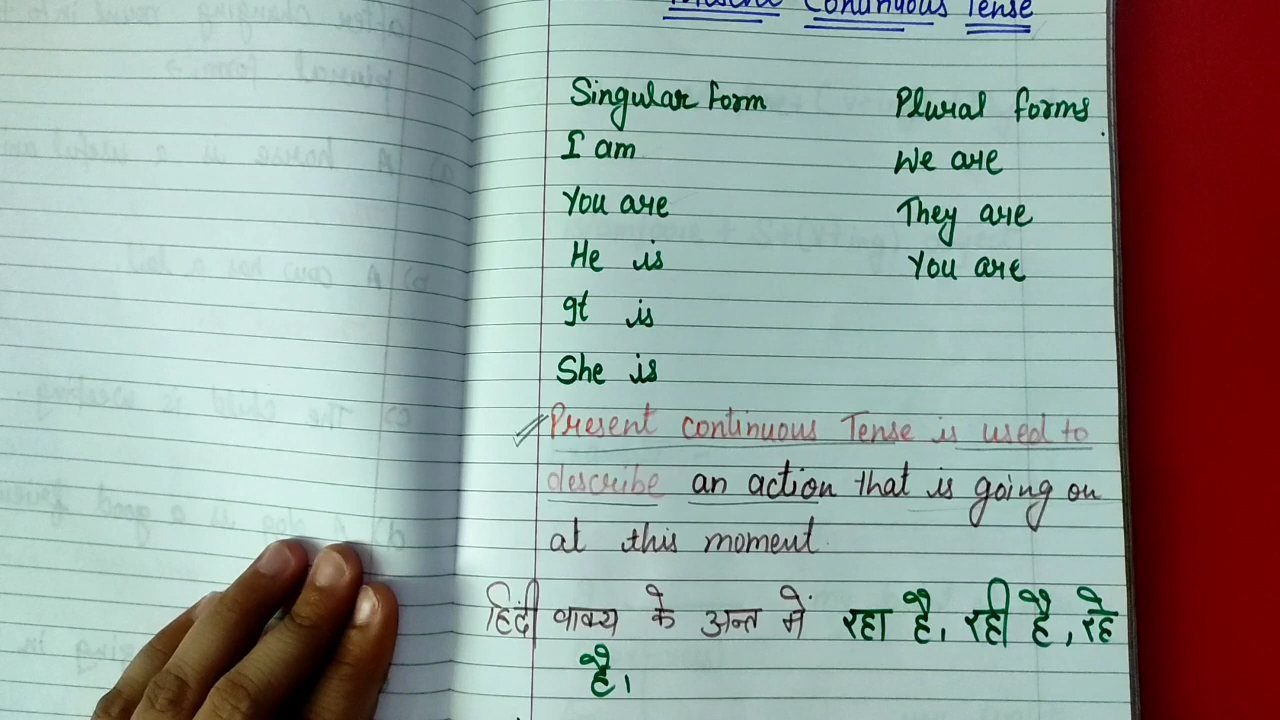 Present Continuous Tense
Singular Form Plural forms
I am We are
You are They are
He is You are
It is
She is
Present continuous Tense is used to
describe an action that is going on
at this moment.
हिंदी वाक्य के अन्त में रहा है, रही है, रहे
है,